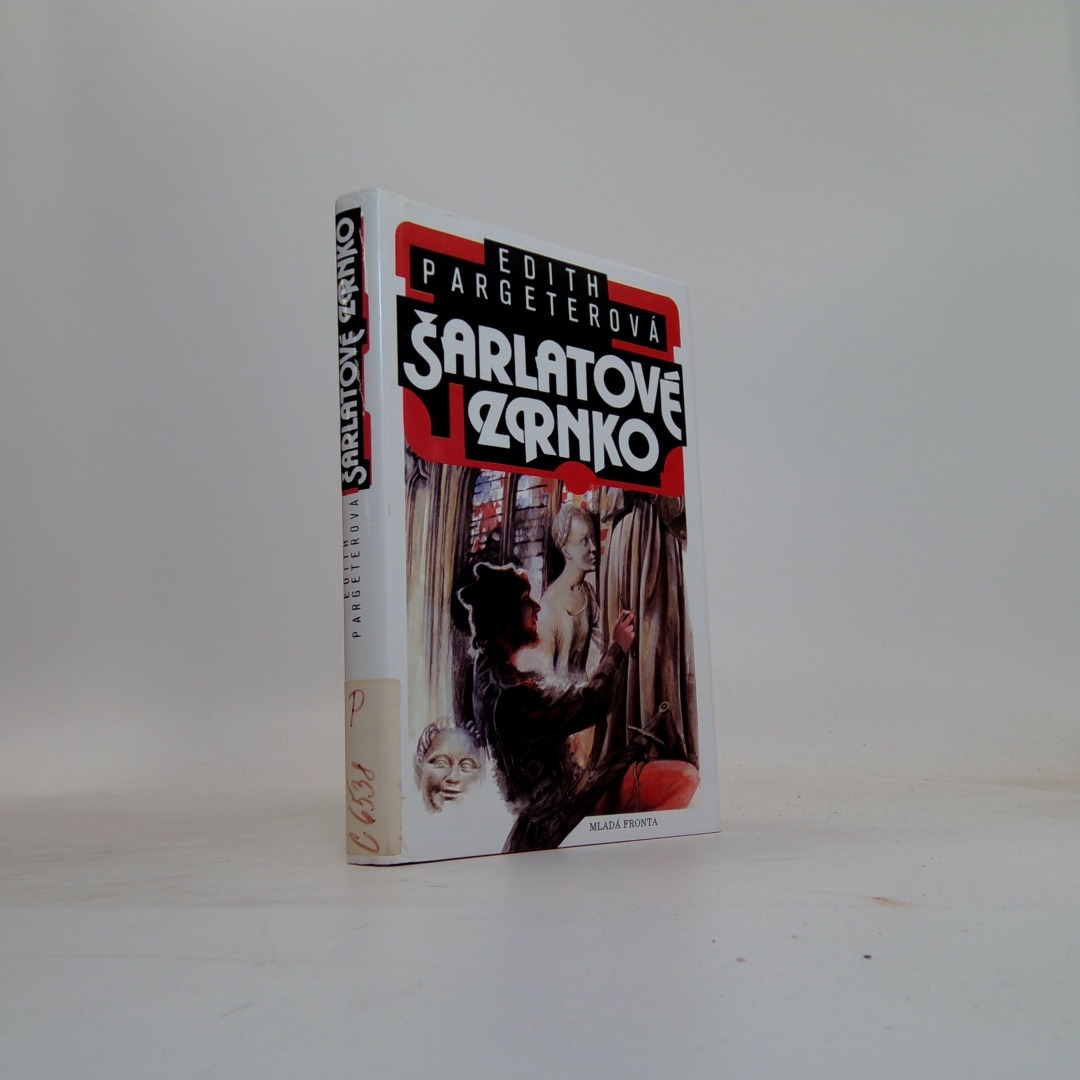 EDITH
PARGETEROVÁ
ŠARLATOVÉ
ZRNKO
MLADÁ FRONTA
ŠARLATOVÉ ZRNKO
EDITH
PARGETEROVÁ
P
C 6538